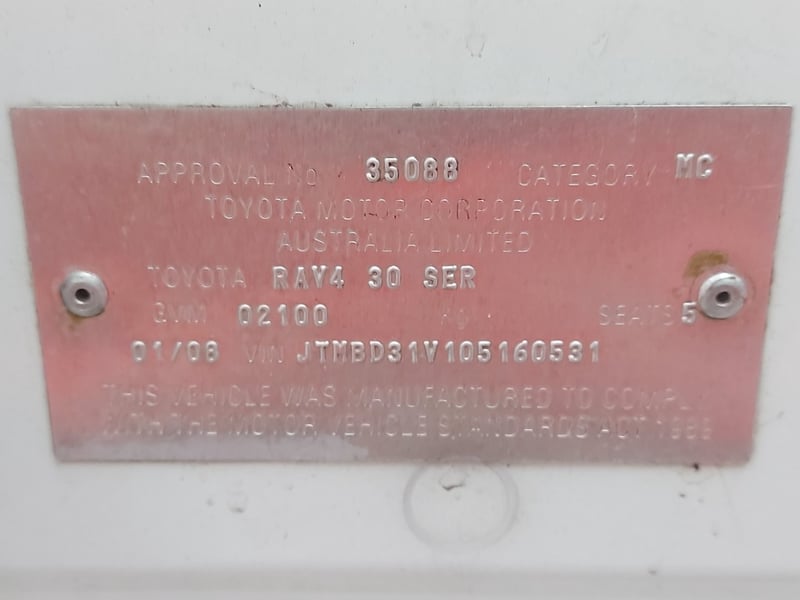 APPROVAL No 35088 CATEGORY MC
TOYOTA MOTOR CORPORATION
AUSTRALIA LIMITED
TOYOTA RAV4 30 SER
GVM 02100 kg SEATS 5
01/08 VIN JTMBD31V105160531
THIS VEHICLE WAS MANUFACTURED TO COMPLY
WITH THE MOTOR VEHICLE STANDARDS ACT 1989